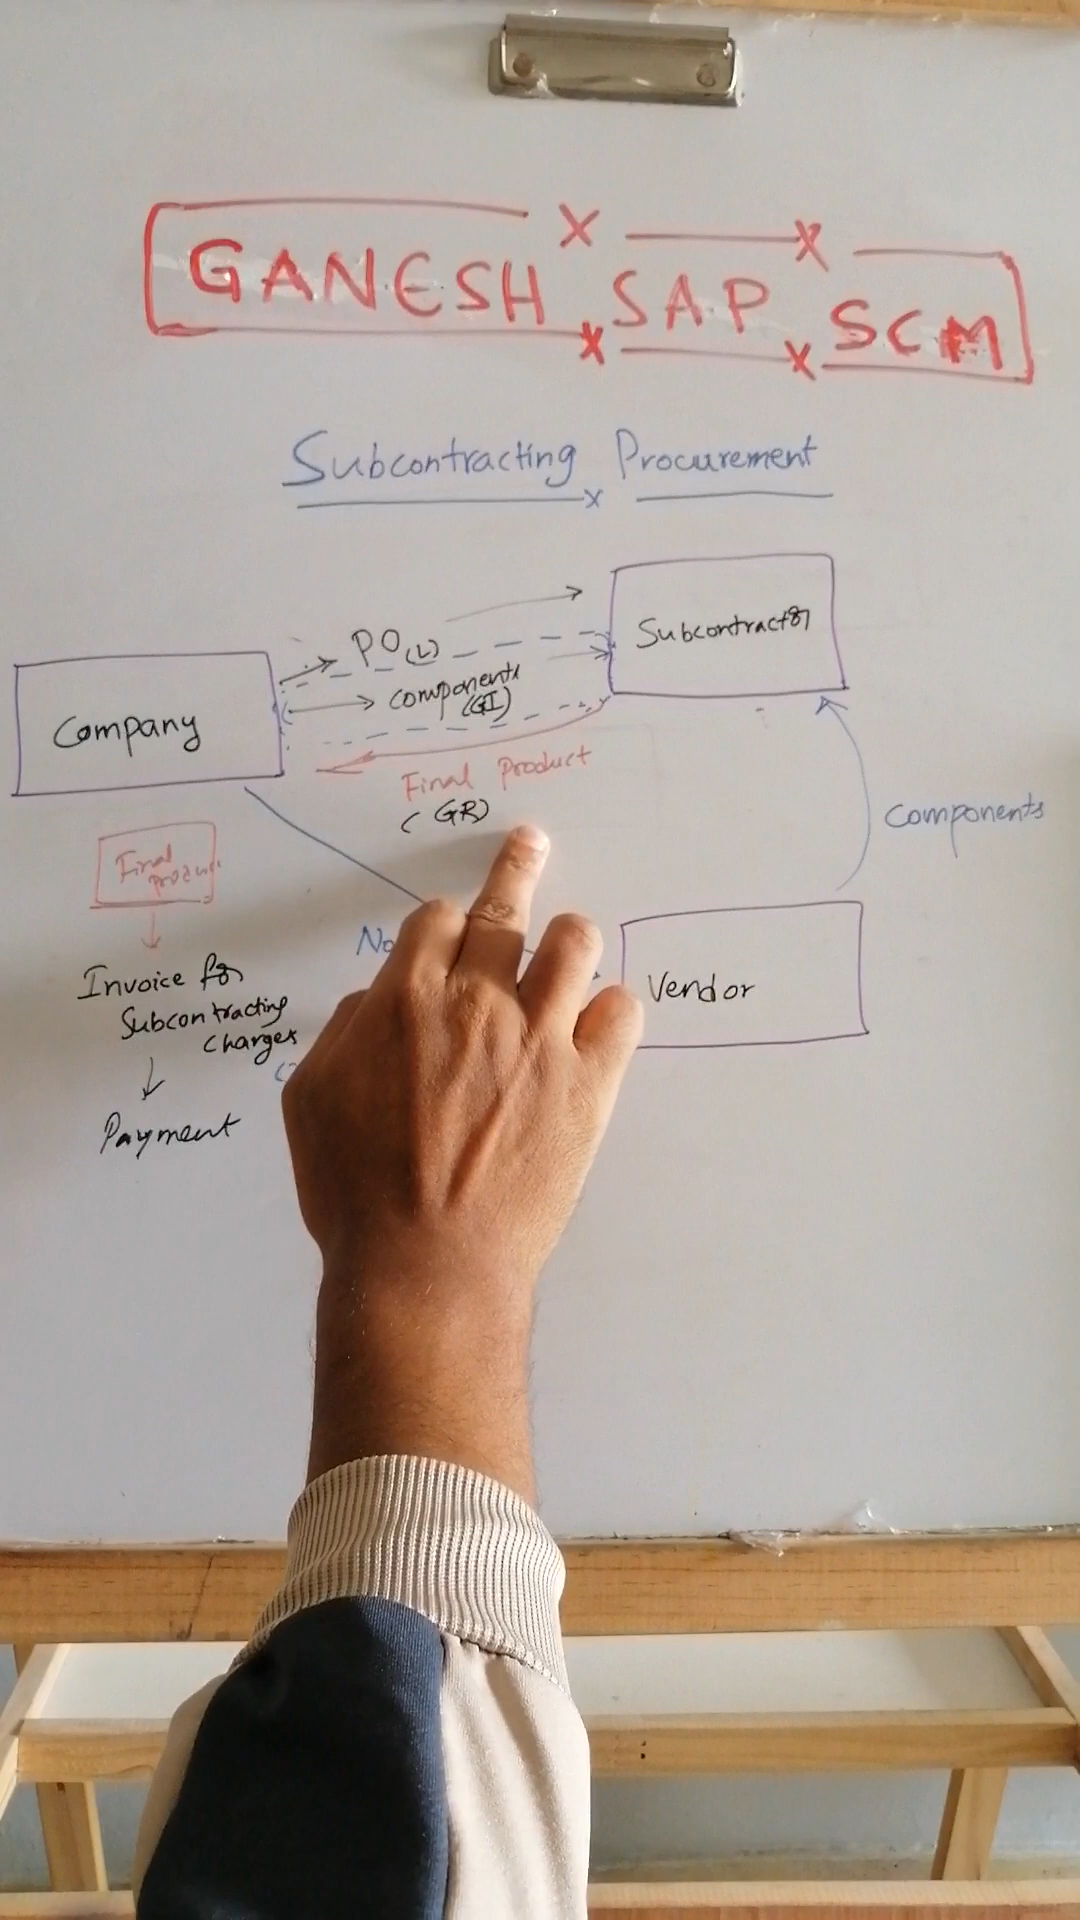 GANESH SAP SCM
Subcontracting Procurement
Subcontractor
PO(L)
Components
(GI)
Company
Final Product
(GR)
Components
Final
Vendor
Invoice for
Subcontracting
Charges
Payment